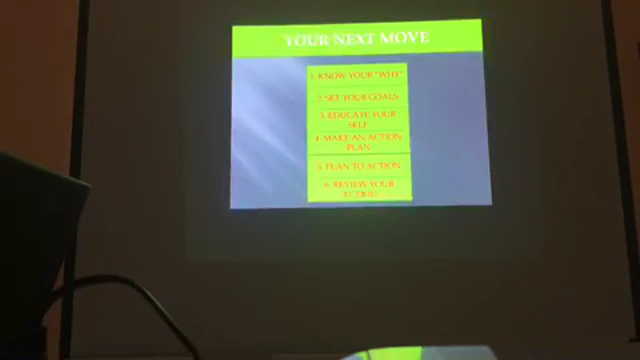 YOUR NEXT MOVE
1. KNOW YOUR "WHY"
2. SET YOUR GOALS
3. EDUCATE YOUR
SELF
4. MAKE AN ACTION
PLAN
5. PLAN TO ACTION
6. REVIEW YOUR